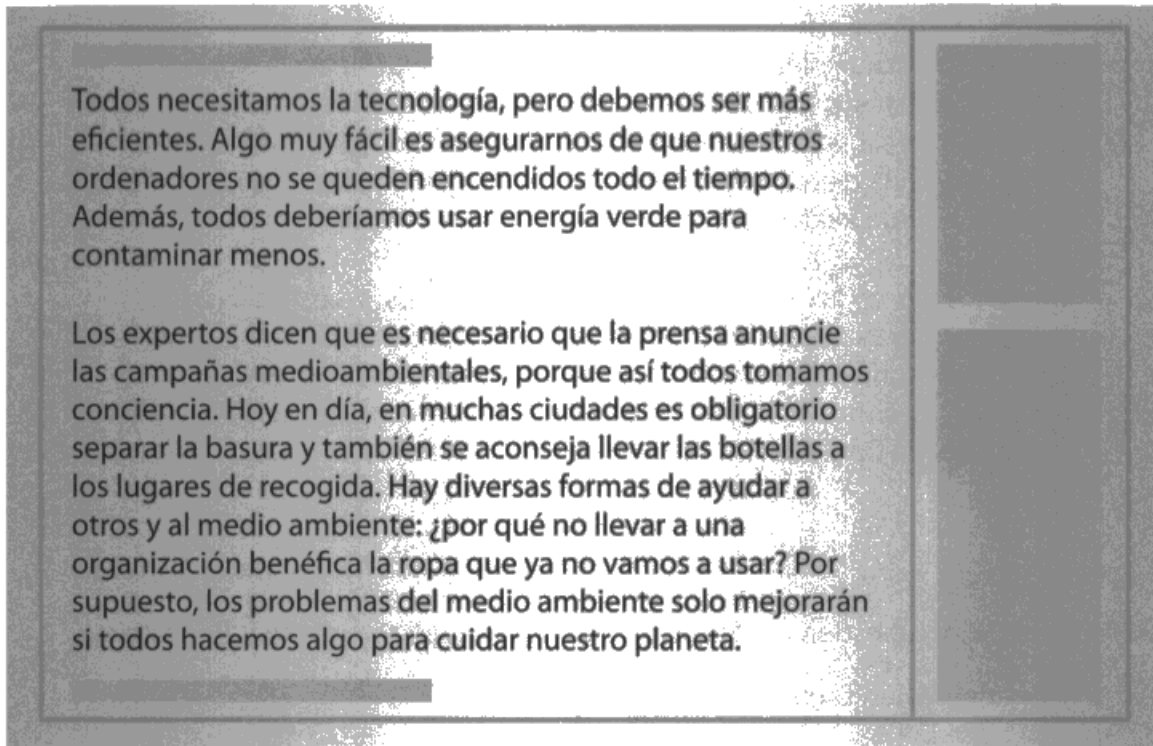 Todos necesitamos la tecnología, pero debemos ser más
eficientes. Algo muy fácil es asegurarnos de que nuestros
ordenadores no se queden encendidos todo el tiempo.
Además, todos deberíamos usar energía verde para
contaminar menos.
Los expertos dicen que es necesario que la prensa anuncie
las campañas medioambientales, porque así todos tomamos
conciencia. Hoy en día, en muchas ciudades es obligatorio
separar la basura y también se aconseja llevar las botellas a
los lugares de recogida. Hay diversas formas de ayudar a
otros y al medio ambiente: ¿por qué no llevar a una
organización benéfica la ropa que ya no vamos a usar? Por
supuesto, los problemas del medio ambiente solo mejorarán
si todos hacemos algo para cuidar nuestro planeta.